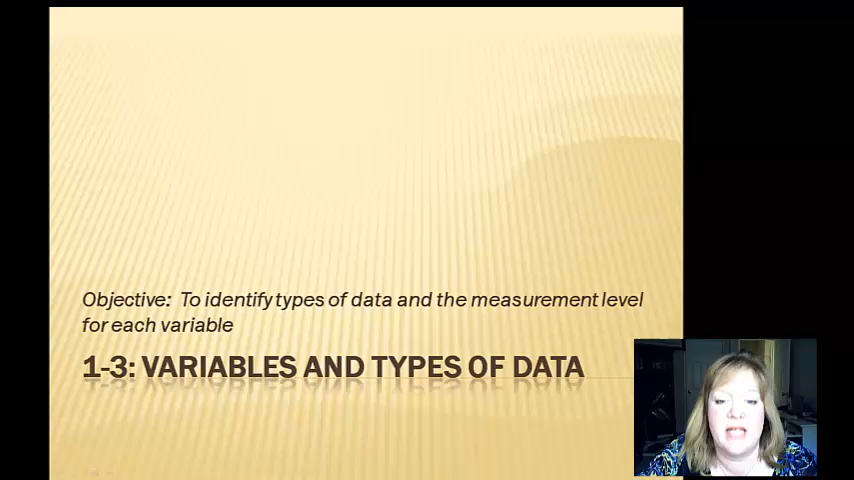 Objective: To identify types of data and the measurement level
for each variable
1-3: VARIABLES AND TYPES OF DATA